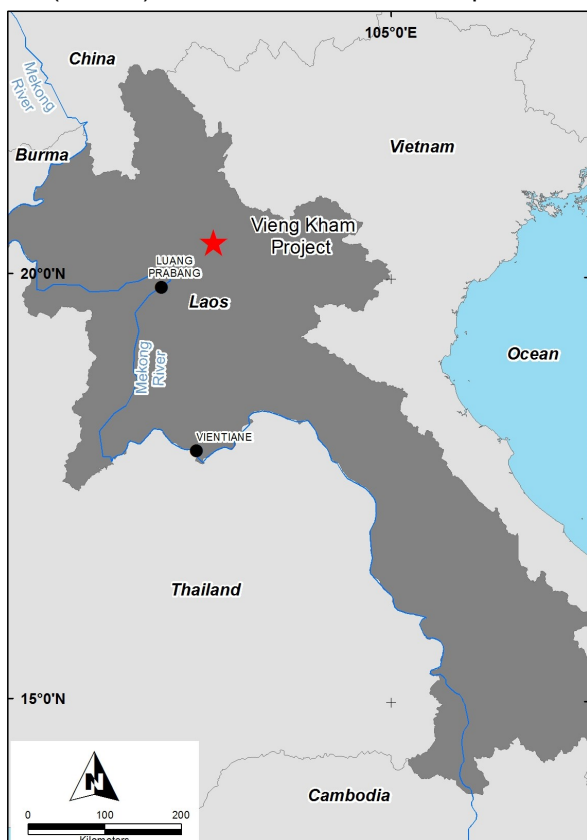 105°0'E
China
Mekong
River
Burma
Vietnam
Vieng Kham
Project
LUANG
PRABANG
20°0'N
Laos
Mekong
River
Ocean
VIENTIANE
Thailand
15°0'N
N
0 100 200
Kilometers
Cambodia